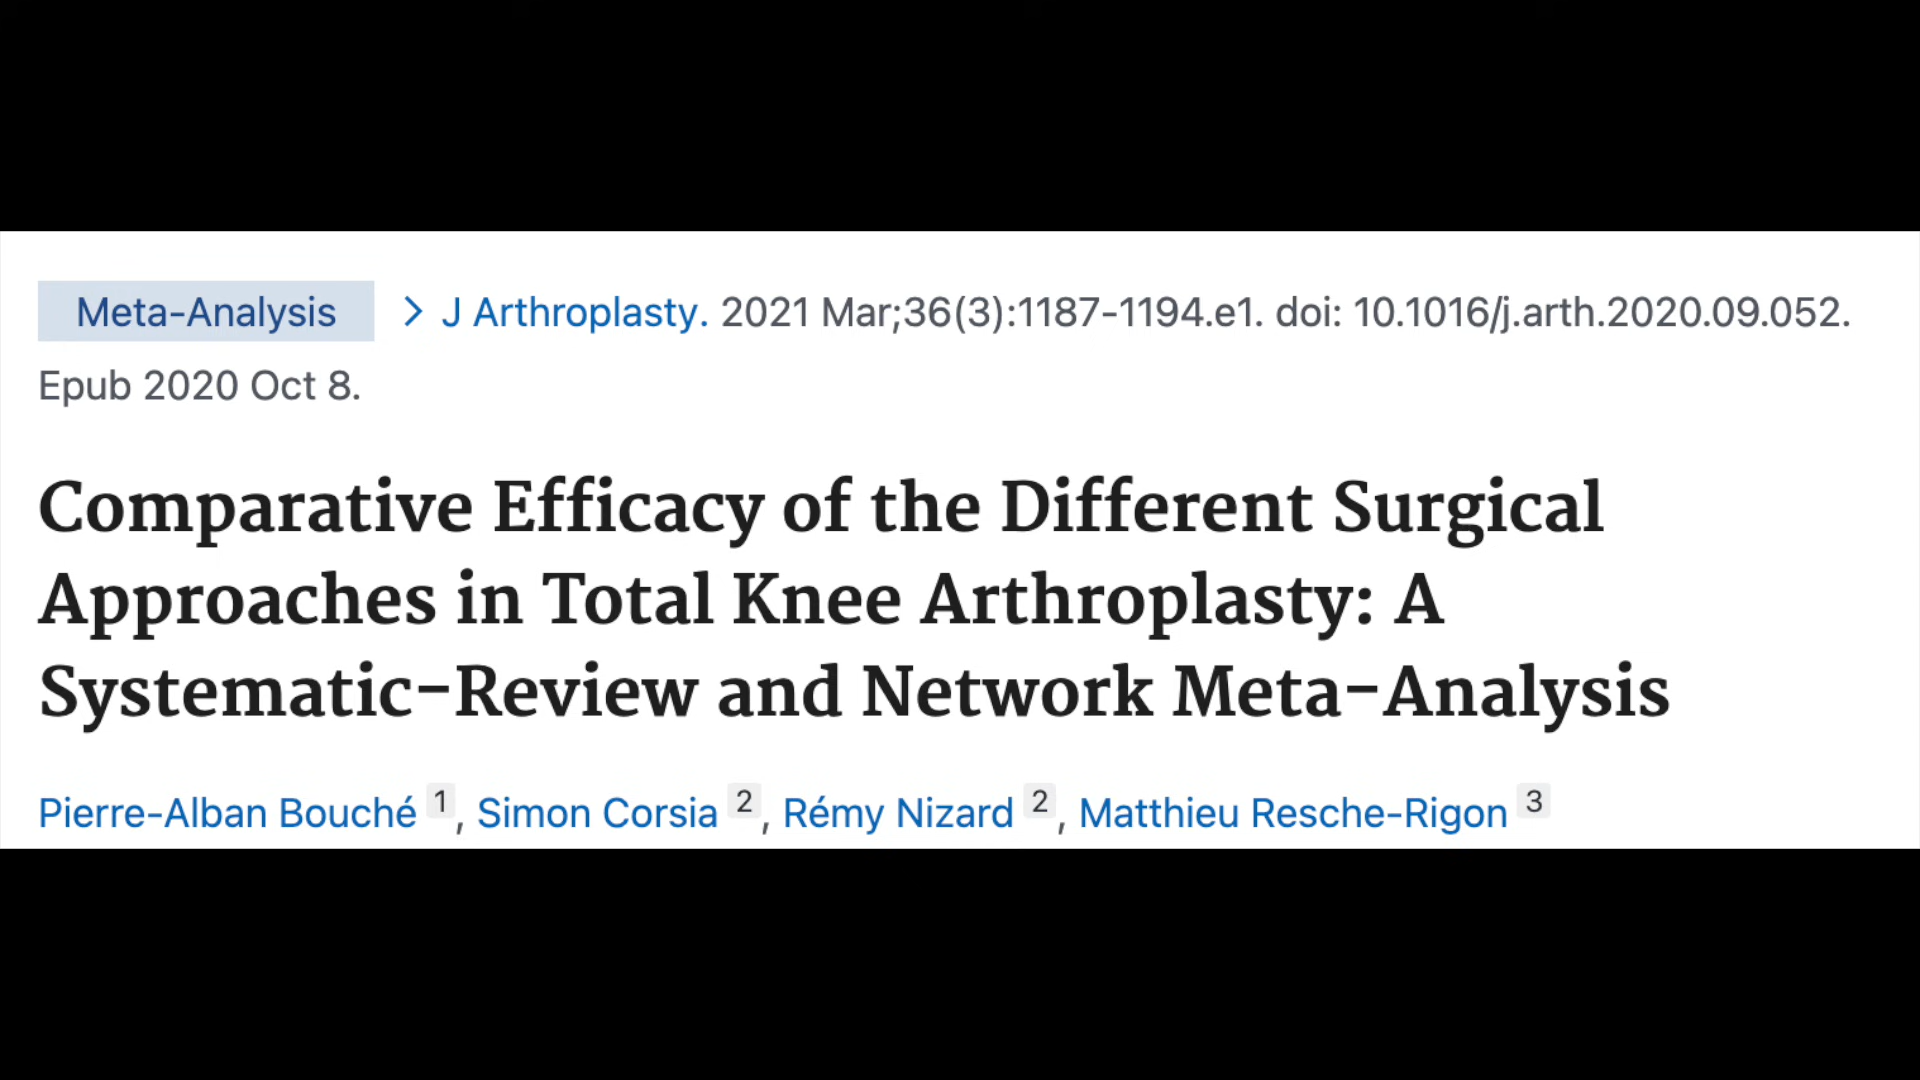 Meta-Analysis > J Arthroplasty. 2021 Mar;36(3):1187-1194.e1. doi: 10.1016/j.arth.2020.09.052.
Epub 2020 Oct 8.
Comparative Efficacy of the Different Surgical
Approaches in Total Knee Arthroplasty: A
Systematic-Review and Network Meta-Analysis
Pierre-Alban Bouché 1, Simon Corsia 2, Rémy Nizard 2, Matthieu Resche-Rigon 3